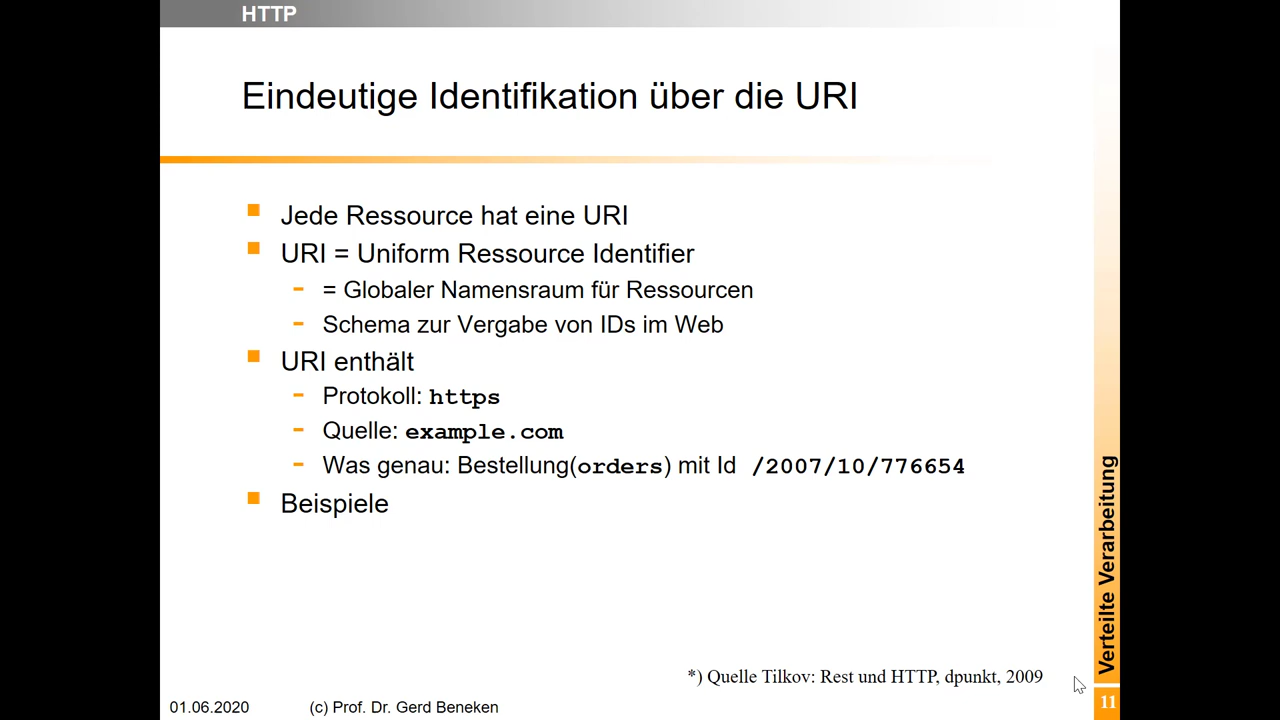 HTTP
Eindeutige Identifikation über die URI
Jede Ressource hat eine URI
URI = Uniform Ressource Identifier
= Globaler Namensraum für Ressourcen
Schema zur Vergabe von IDs im Web
URI enthält
Protokoll: https
Quelle: example.com
Was genau: Bestellung(orders) mit Id /2007/10/776654
Beispiele
*) Quelle Tilkov: Rest und HTTP, dpunkt, 2009
Verteilte Verarbeitung
01.06.2020
(c) Prof. Dr. Gerd Beneken
11